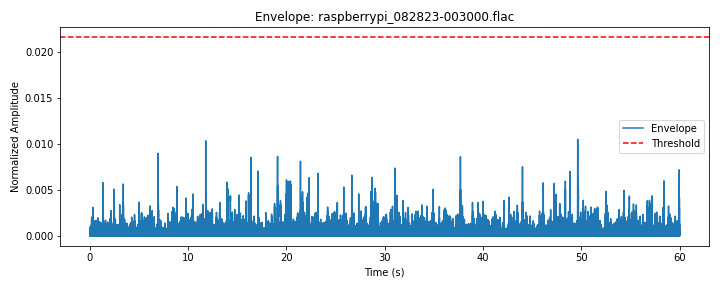 Envelope: raspberrypi_082823-003000.flac
Normalized Amplitude
0.020
0.015
0.010
0.005
0.000
Envelope
Threshold
0 10 20 30 40 50 60
Time (s)